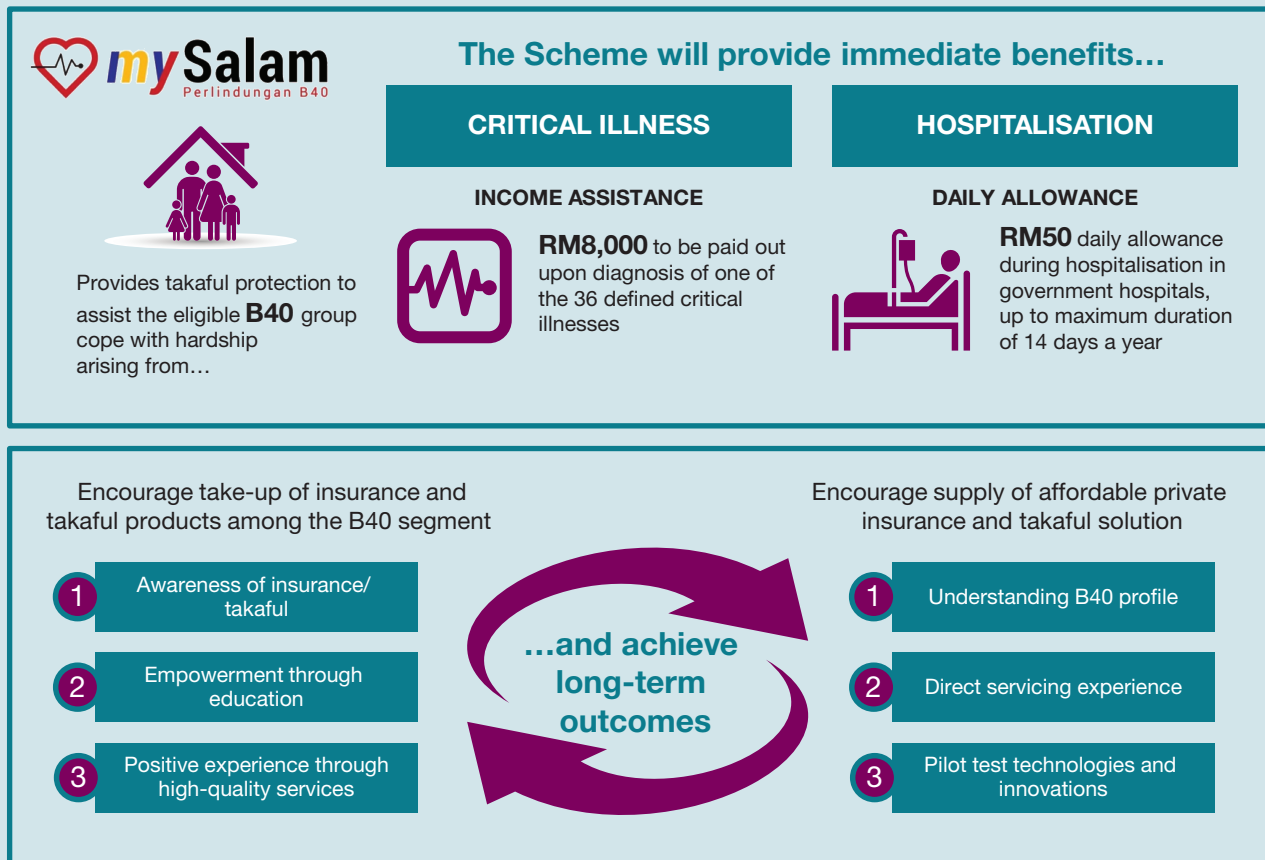 mySalam
Perlindungan B40
Provides takaful protection to
assist the eligible B40 group
cope with hardship
arising from…
The Scheme will provide immediate benefits…
CRITICAL ILLNESS
INCOME ASSISTANCE
RM8,000 to be paid out
upon diagnosis of one of
the 36 defined critical
illnesses
HOSPITALISATION
DAILY ALLOWANCE
RM50 daily allowance
during hospitalisation in
government hospitals,
up to maximum duration
of 14 days a year
Encourage take-up of insurance and
takaful products among the B40 segment
1
Awareness of insurance/
takaful
2
Empowerment through
education
3
Positive experience through
high-quality services
…and achieve
long-term
outcomes
Encourage supply of affordable private
insurance and takaful solution
1
Understanding B40 profile
2
Direct servicing experience
3
Pilot test technologies and
innovations